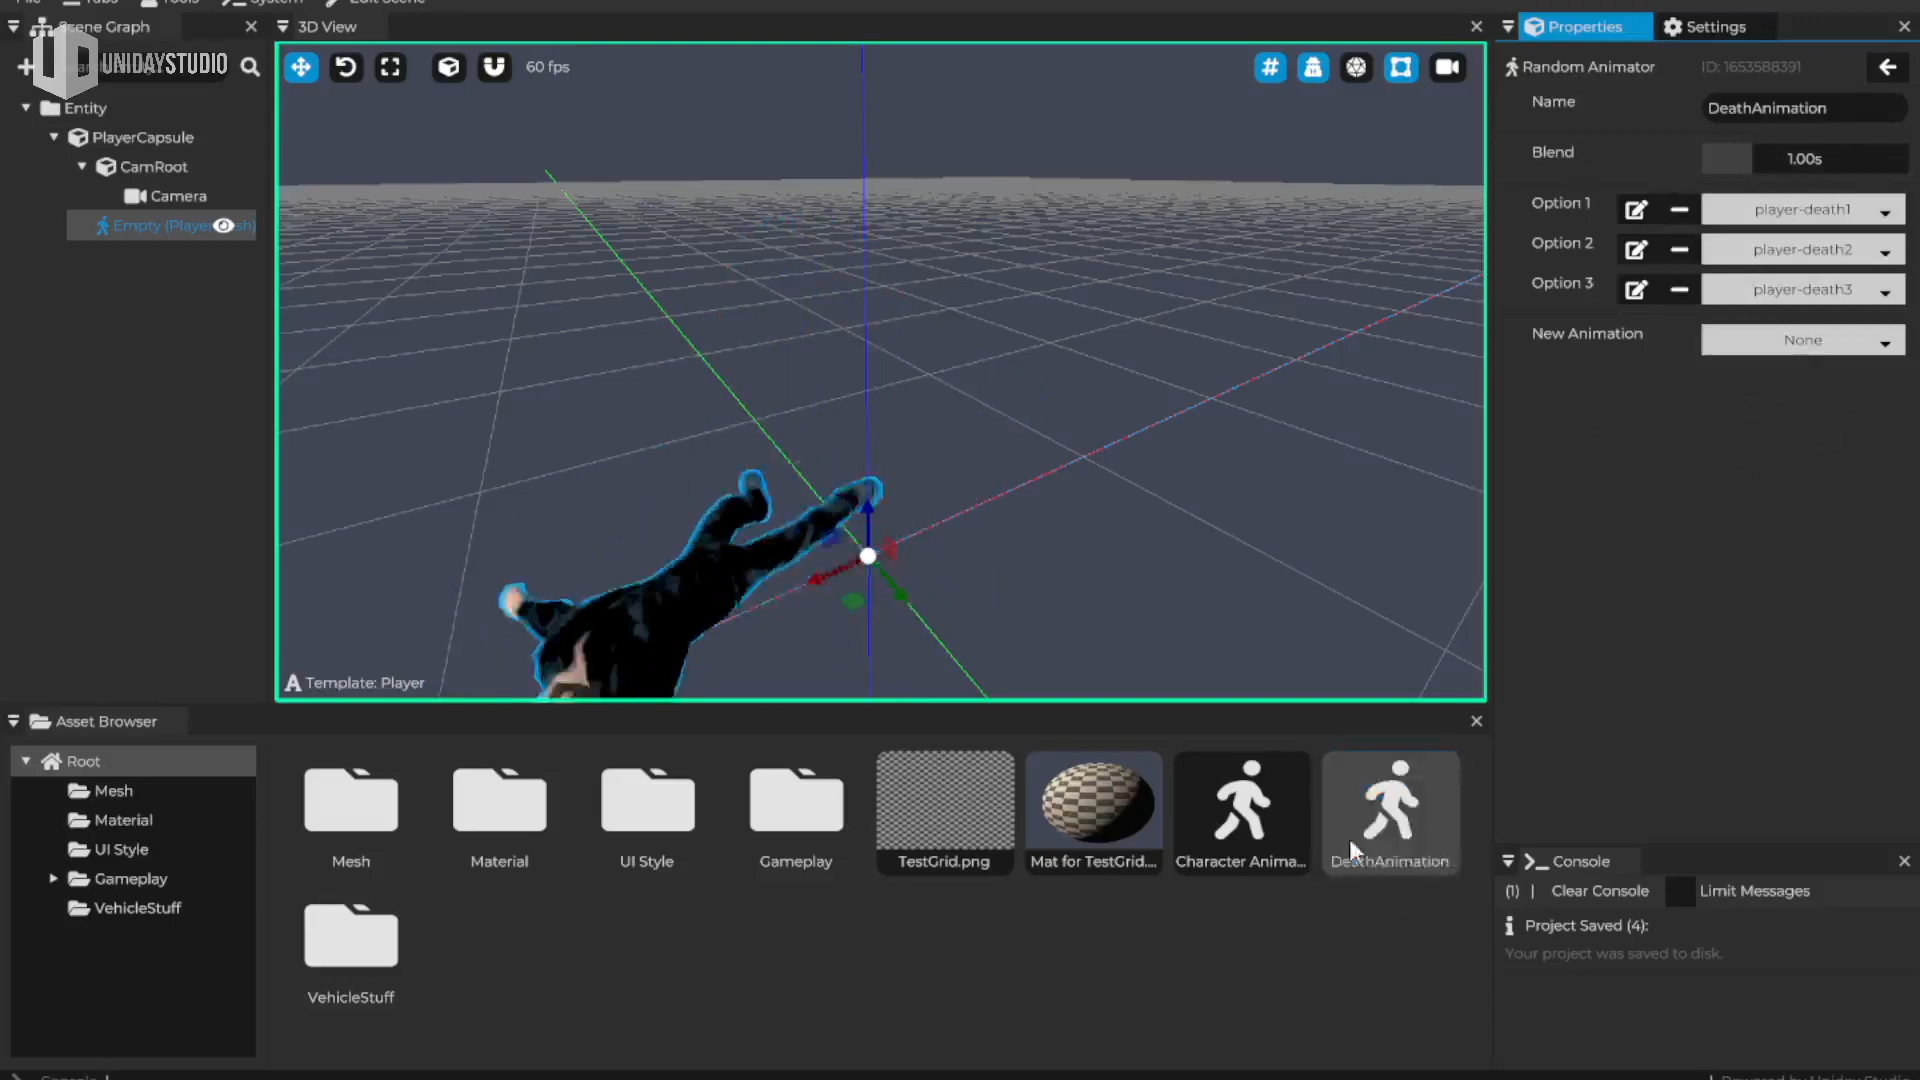 Scene Graph
3D View
Properties
Settings
UD UNIDAYSTUDIO
60 fps
Random Animator
ID: 1653588391
Name
DeathAnimation
Blend
1.00s
Option 1
player-death1
Option 2
player-death2
Option 3
player-death3
New Animation
None
Entity
PlayerCapsule
CamRoot
Camera
Empty (Player
Template: Player
Asset Browser
Root
Mesh
Material
UI Style
Gameplay
VehicleStuff
Mesh
Material
UI Style
Gameplay
TestGrid.png
Mat for TestGrid....
Character Anima...
DeathAnimation
VehicleStuff
Console
(1) | Clear Console
Limit Messages
Project Saved (4):
Your project was saved to disk.